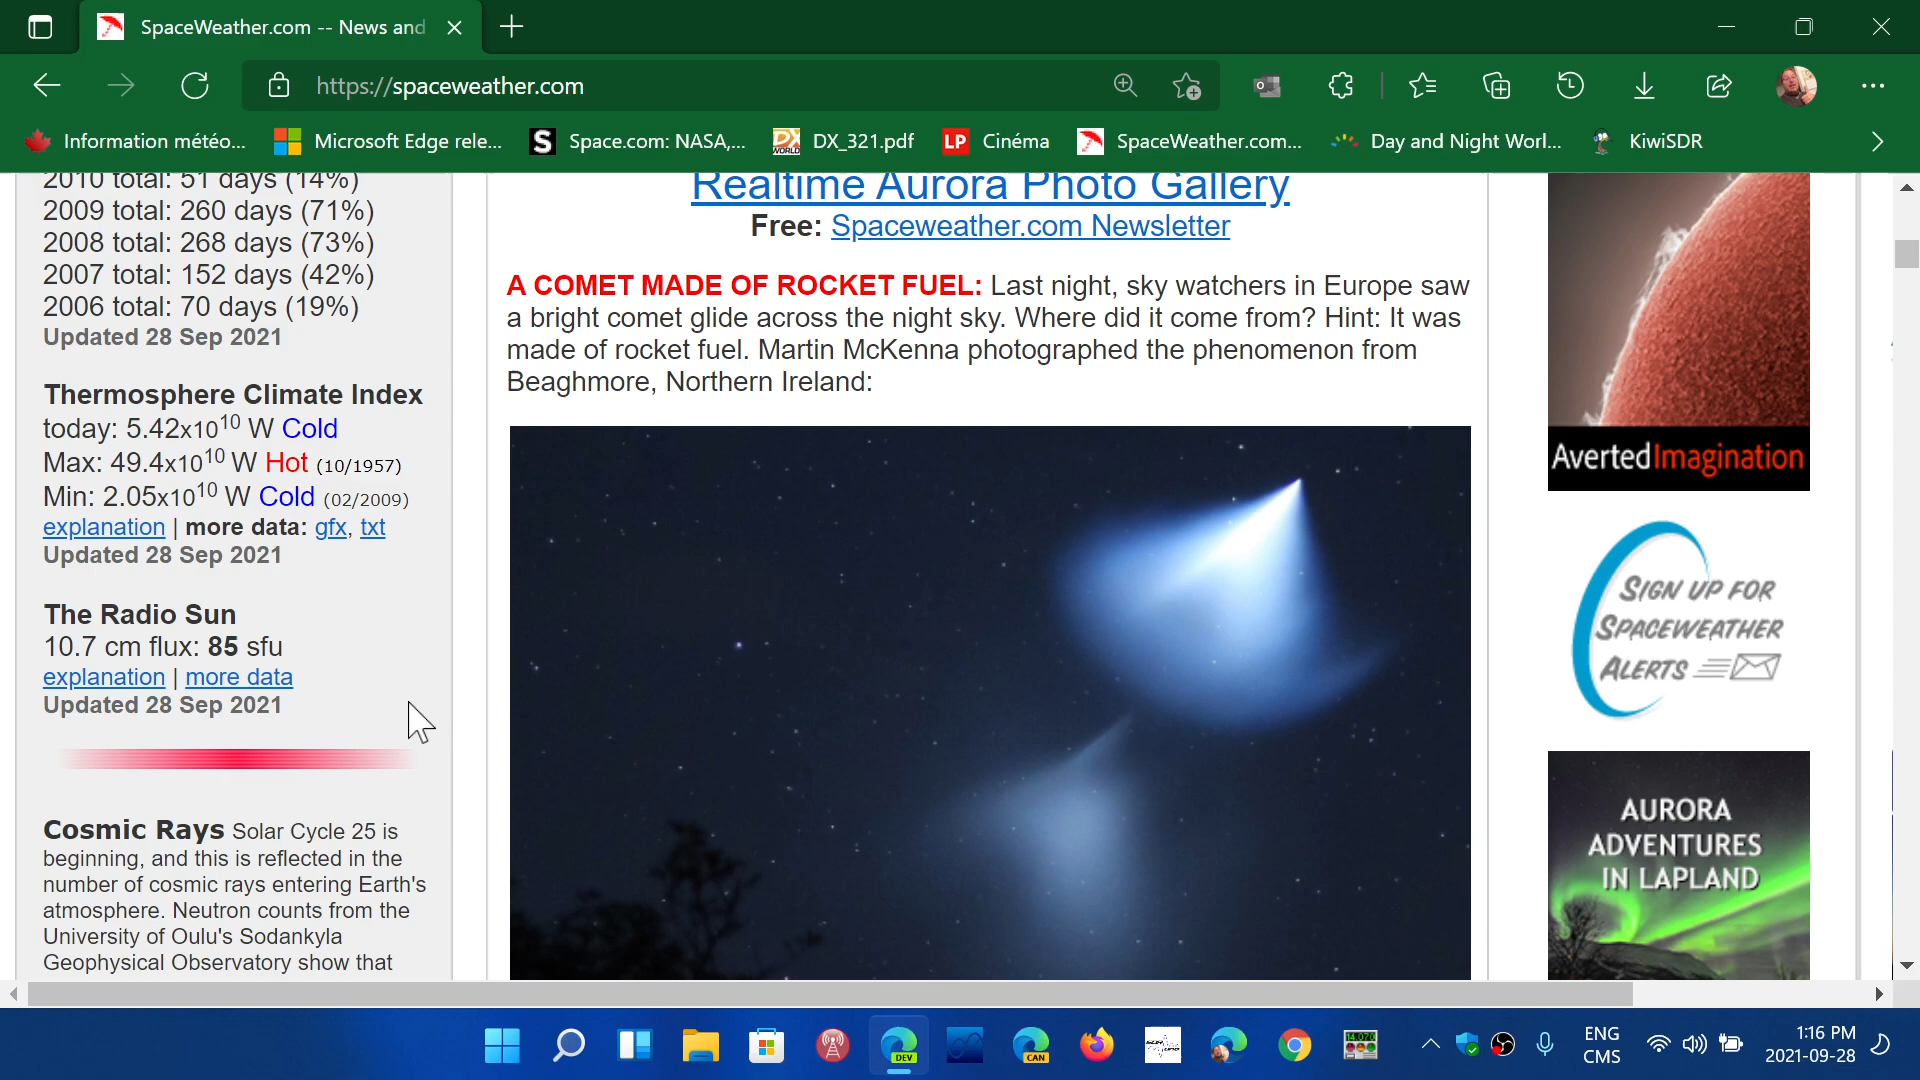 SpaceWeather.com -- News and
https://spaceweather.com
Information météo...
Microsoft Edge rele...
Space.com: NASA,...
DX_321.pdf
LP
Cinéma
SpaceWeather.com...
Day and Night Worl...
KiwiSDR
2010 total: 51 days (14%)
2009 total: 260 days (71%)
2008 total: 268 days (73%)
2007 total: 152 days (42%)
2006 total: 70 days (19%)
Updated 28 Sep 2021
Thermosphere Climate Index
today: 5.42x10¹⁰ W Cold
Max: 49.4x10¹⁰ W Hot (10/1957)
Min: 2.05x10¹⁰ W Cold (02/2009)
explanation | more data: gfx, txt
Updated 28 Sep 2021
The Radio Sun
10.7 cm flux: 85 sfu
explanation | more data
Updated 28 Sep 2021
Cosmic Rays Solar Cycle 25 is
beginning, and this is reflected in the
number of cosmic rays entering Earth's
atmosphere. Neutron counts from the
University of Oulu's Sodankyla
Geophysical Observatory show that
Realtime Aurora Photo Gallery
Free: Spaceweather.com Newsletter
A COMET MADE OF ROCKET FUEL: Last night, sky watchers in Europe saw
a bright comet glide across the night sky. Where did it come from? Hint: It was
made of rocket fuel. Martin McKenna photographed the phenomenon from
Beaghmore, Northern Ireland:
AvertedImagination
SIGN UP FOR
SPACEWEATHER
ALERTS
AURORA
ADVENTURES
IN LAPLAND
DEV
CAN
14.070
ENG
CMS
1:16 PM
2021-09-28